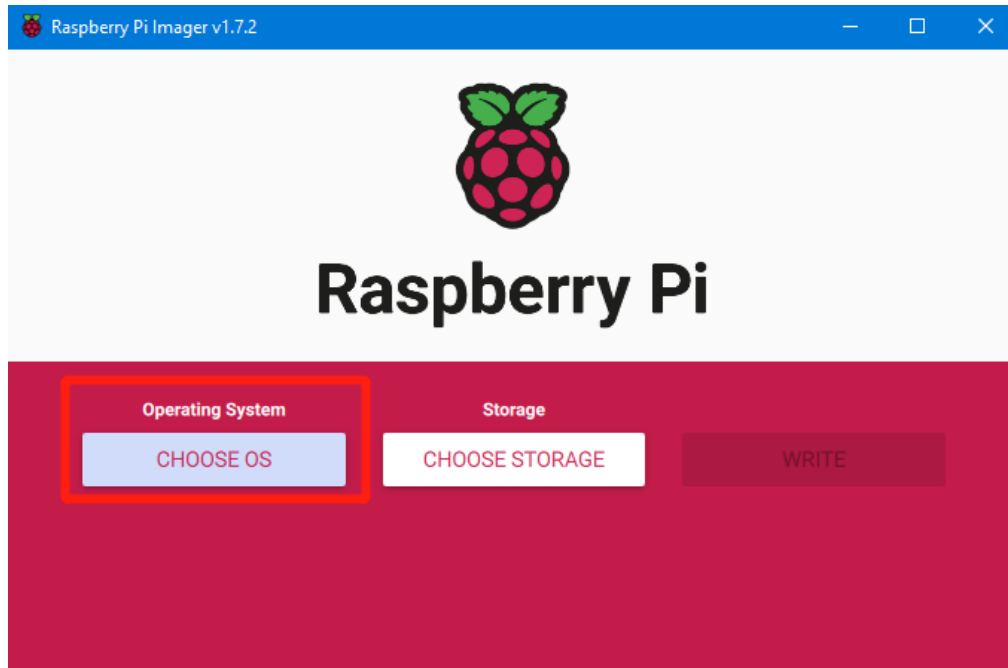 Raspberry Pi Imager v1.7.2
Raspberry Pi
Operating System
Storage
CHOOSE OS
CHOOSE STORAGE
WRITE